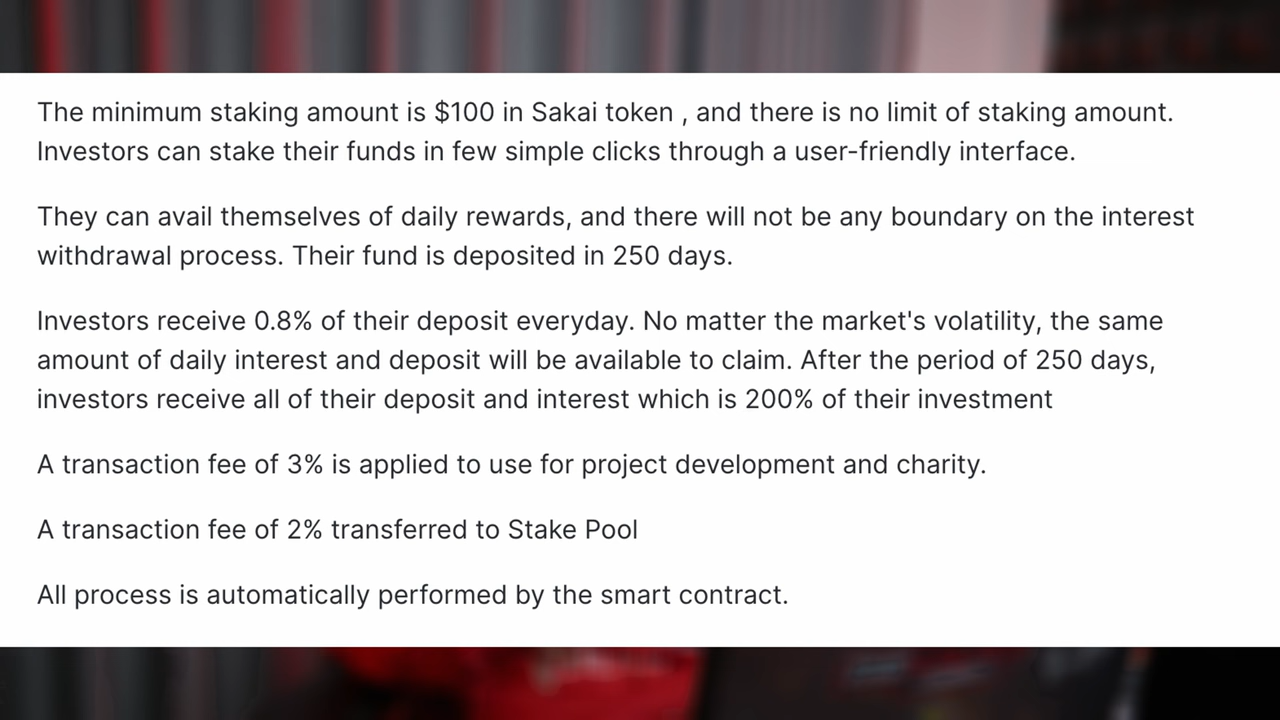 The minimum staking amount is $100 in Sakai token , and there is no limit of staking amount.
Investors can stake their funds in few simple clicks through a user-friendly interface.
They can avail themselves of daily rewards, and there will not be any boundary on the interest
withdrawal process. Their fund is deposited in 250 days.
Investors receive 0.8% of their deposit everyday. No matter the market's volatility, the same
amount of daily interest and deposit will be available to claim. After the period of 250 days,
investors receive all of their deposit and interest which is 200% of their investment
A transaction fee of 3% is applied to use for project development and charity.
A transaction fee of 2% transferred to Stake Pool
All process is automatically performed by the smart contract.